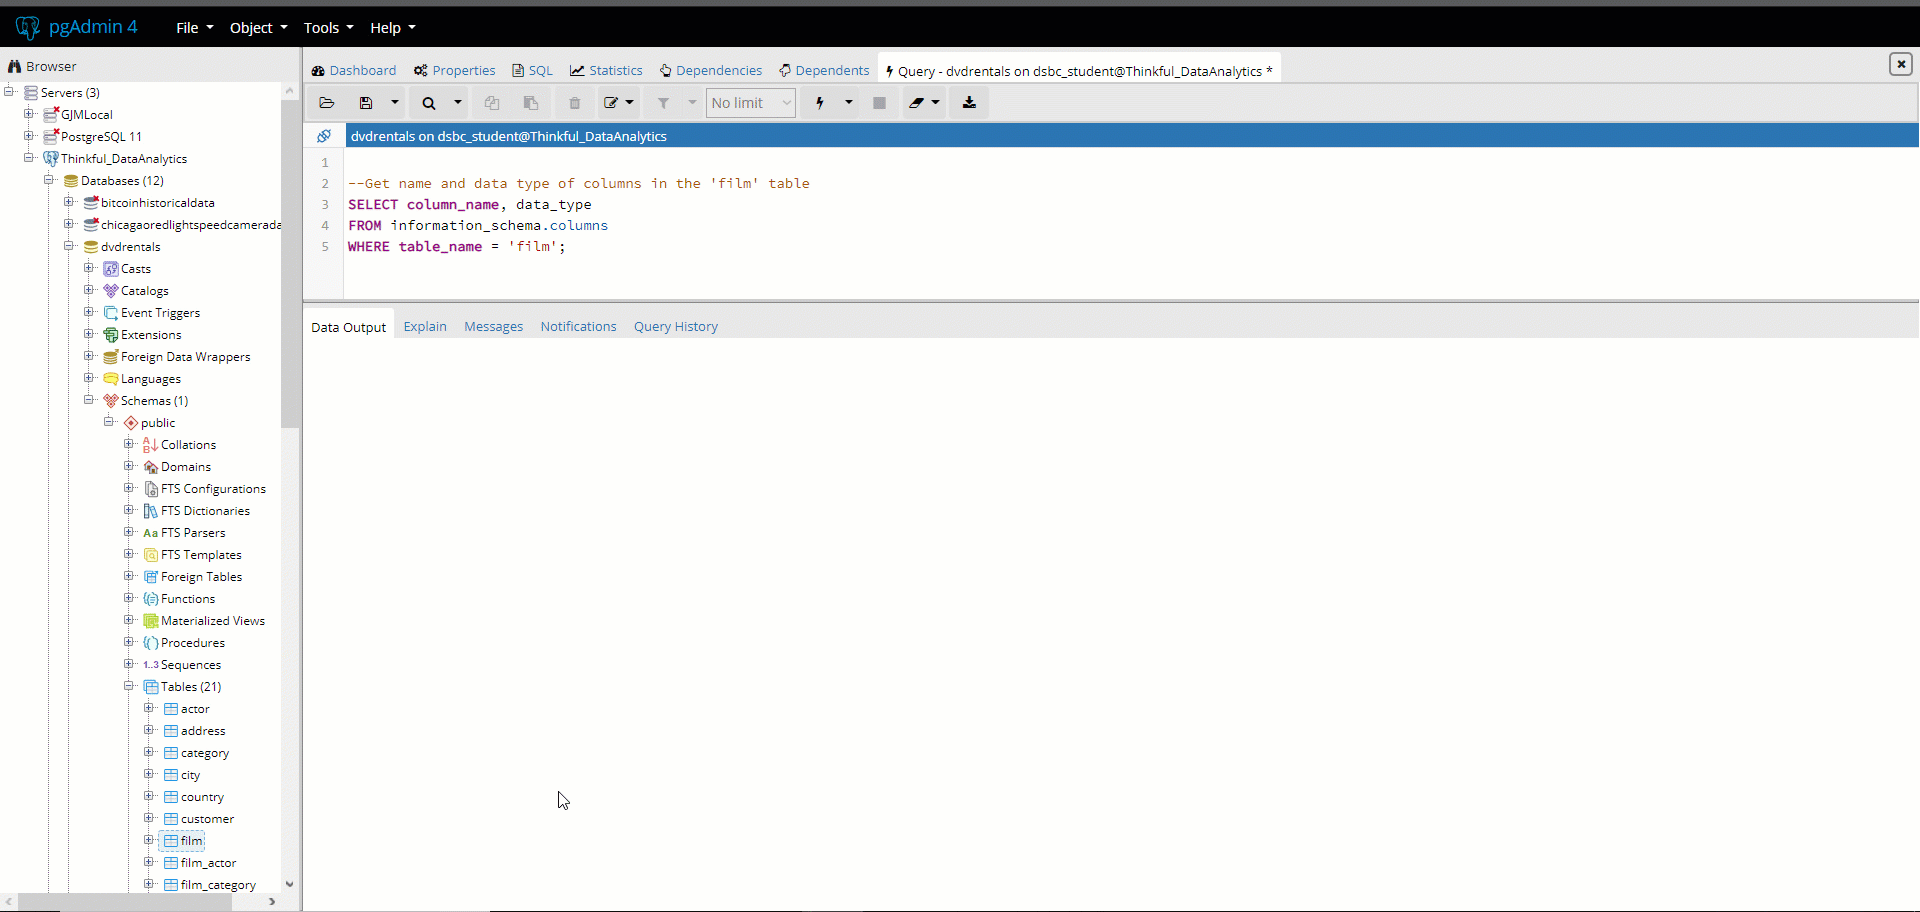 pgAdmin 4 File Object Tools Help
Browser
Servers (3)
GJMLocal
PostgreSQL 11
Thinkful_DataAnalytics
Databases (12)
bitcoinhistoricaldata
chicagaoredlightspeedcamerada
dvdrentals
Casts
Catalogs
Event Triggers
Extensions
Foreign Data Wrappers
Languages
Schemas (1)
public
Collations
Domains
FTS Configurations
FTS Dictionaries
Aa FTS Parsers
FTS Templates
Foreign Tables
Functions
Materialized Views
Procedures
1..3 Sequences
Tables (21)
actor
address
category
city
country
customer
film
film_actor
film_category
Dashboard Properties SQL Statistics Dependencies Dependents Query - dvdrentals on dsbc_student@Thinkful_DataAnalytics *
No limit
dvdrentals on dsbc_student@Thinkful_DataAnalytics
1
2 --Get name and data type of columns in the 'film' table
3 SELECT column_name, data_type
4 FROM information_schema.columns
5 WHERE table_name = 'film';
Data Output Explain Messages Notifications Query History